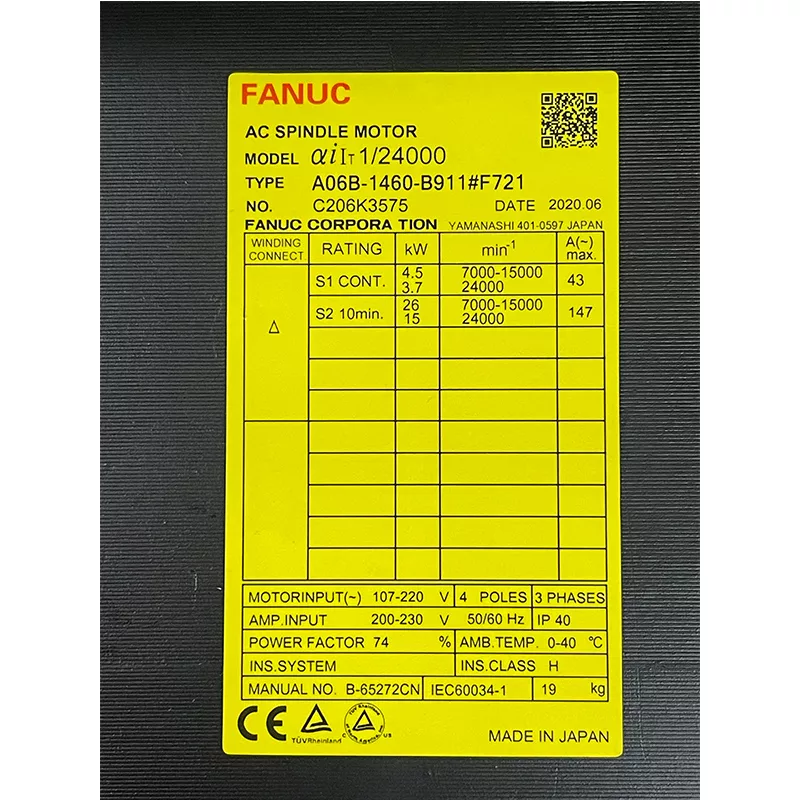 FANUC
AC SPINDLE MOTOR
MODEL αiIT 1/24000
TYPE A06B-1460-B911#F721
NO. C206K3575 DATE 2020.06
FANUC CORPORA TION YAMANASHI 401-0597 JAPAN
WINDING CONNECT. RATING kW min-1 A(~) max.
Δ S1 CONT. 4.5 7000-15000 43
3.7 24000
S2 10min. 26 7000-15000 147
15 24000
MOTORINPUT(~) 107-220 V 4 POLES 3 PHASES
AMP.INPUT 200-230 V 50/60 Hz IP 40
POWER FACTOR 74 % AMB.TEMP. 0-40 °C
INS.SYSTEM INS.CLASS H
MANUAL NO. B-65272CN IEC60034-1 19 kg
CE
TÜVRheinland
C US
MADE IN JAPAN